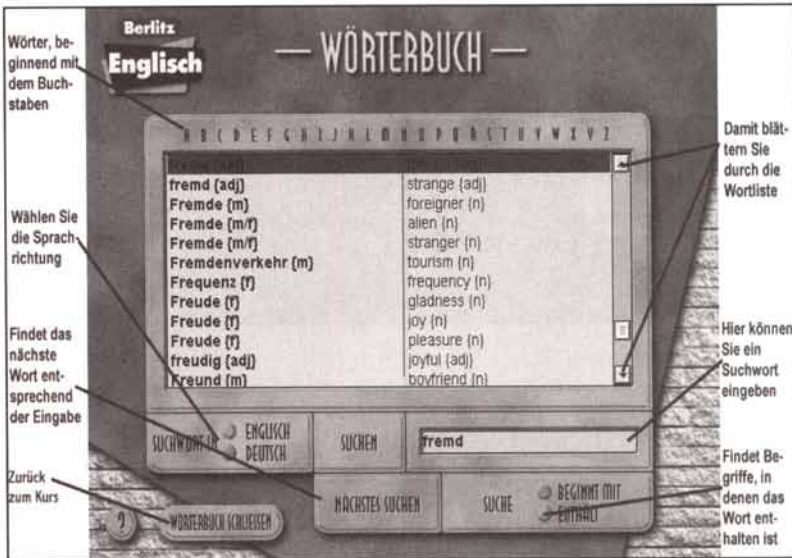 Berlitz
Englisch
— WÖRTERBUCH —
Wörter, be-
ginnend mit
dem Buch-
staben
A B C D E F G H I J K L M N O P Q R S T U V W X Y Z
Damit blät-
tern Sie
durch die
Wortliste
fremd {adj} strange {adj}
Fremde {m} foreigner {n}
Fremde {m/f} alien {n}
Fremde {m/f} stranger {n}
Fremdenverkehr {m} tourism {n}
Frequenz {f} frequency {n}
Freude {f} gladness {n}
Freude {f} joy {n}
Freude {f} pleasure {n}
freudig {adj} joyful {adj}
Freund {m} boyfriend {n}
Wählen Sie
die Sprach-
richtung
Findet das
nächste
Wort ent-
sprechend
der Eingabe
Hier können
Sie ein
Suchwort
eingeben
SUCHWORT IN
ENGLISCH
DEUTSCH
SUCHEN
fremd
Zurück
zum Kurs
?
WÖRTERBUCH SCHLIESSEN
NÄCHSTES SUCHEN
SUCHE
BEGINNT MIT
ENTHÄLT
Findet Be-
griffe, in
denen das
Wort ent-
halten ist